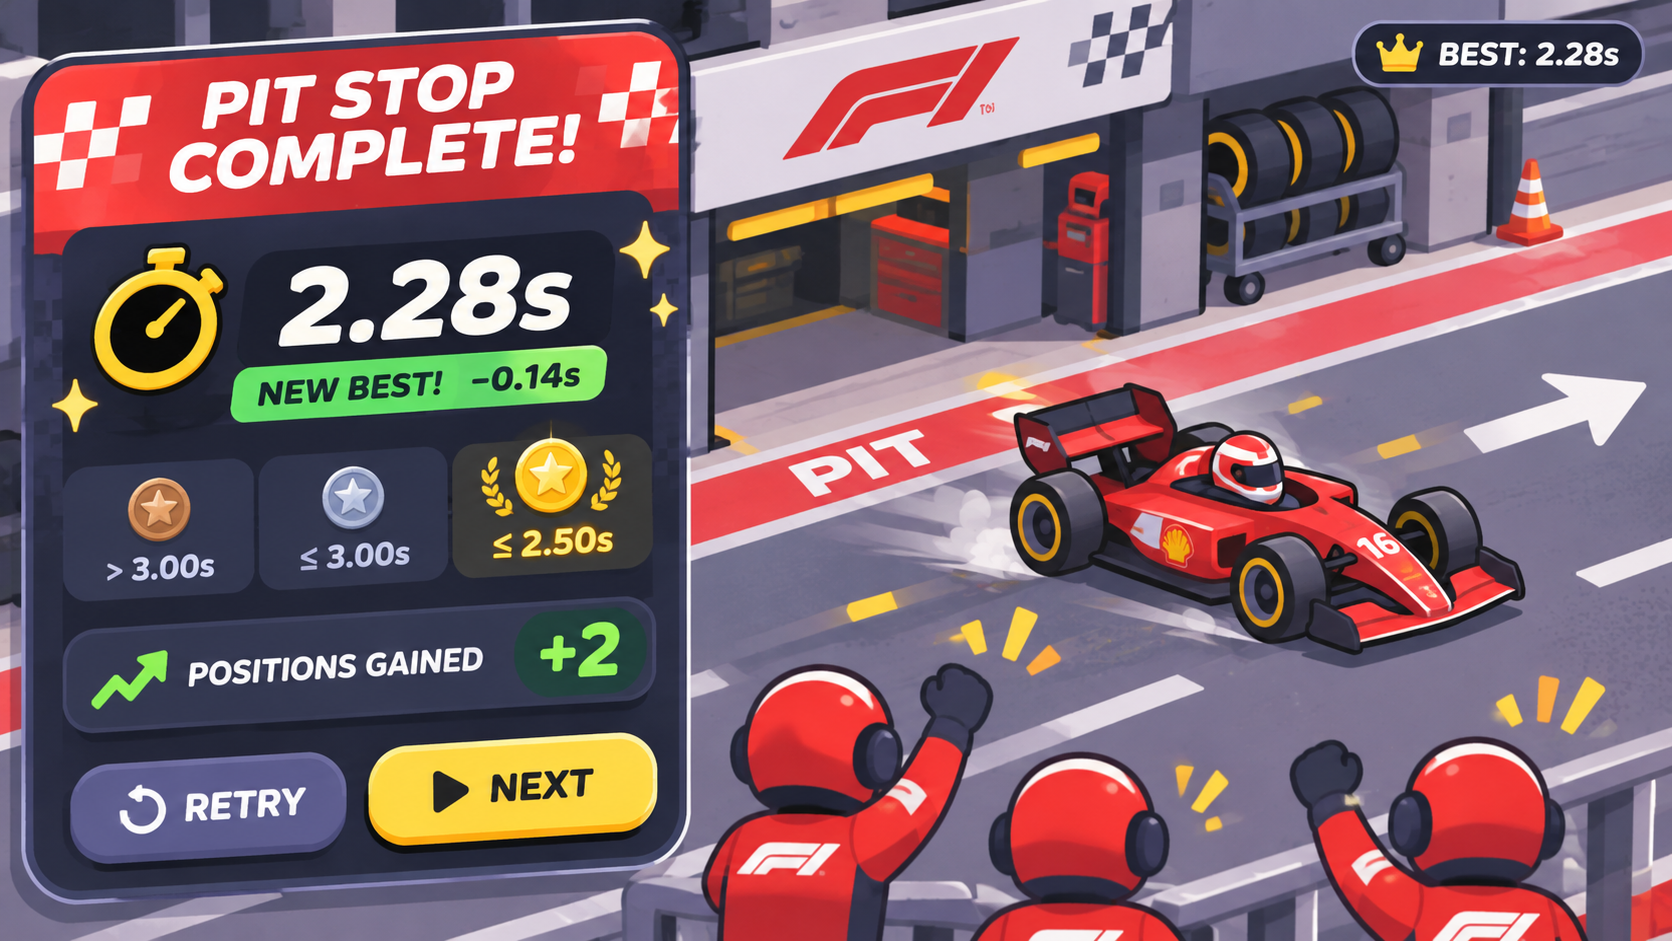 PIT STOP
COMPLETE!
2.28s
NEW BEST! −0.14s
> 3.00s
≤ 3.00s
≤ 2.50s
POSITIONS GAINED +2
RETRY
NEXT
F1
BEST: 2.28s
PIT
16
F1
F1